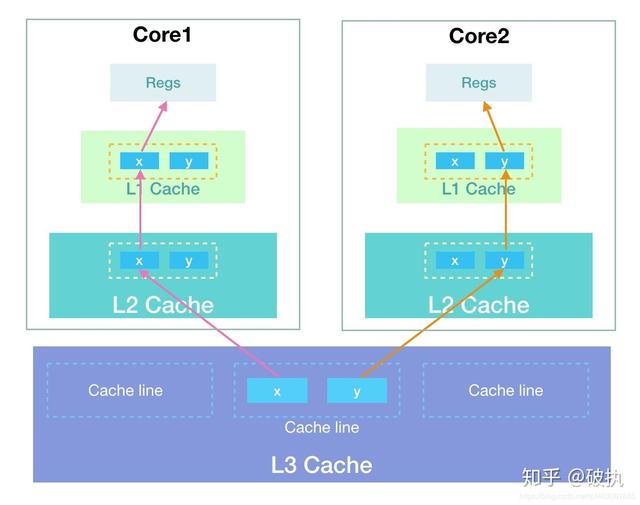 Core1
Core2
Regs
Regs
x
y
x
y
L1 Cache
L1 Cache
x
y
x
y
L2 Cache
L2 Cache
Cache line
x
y
Cache line
Cache line
L3 Cache
知乎 @破执